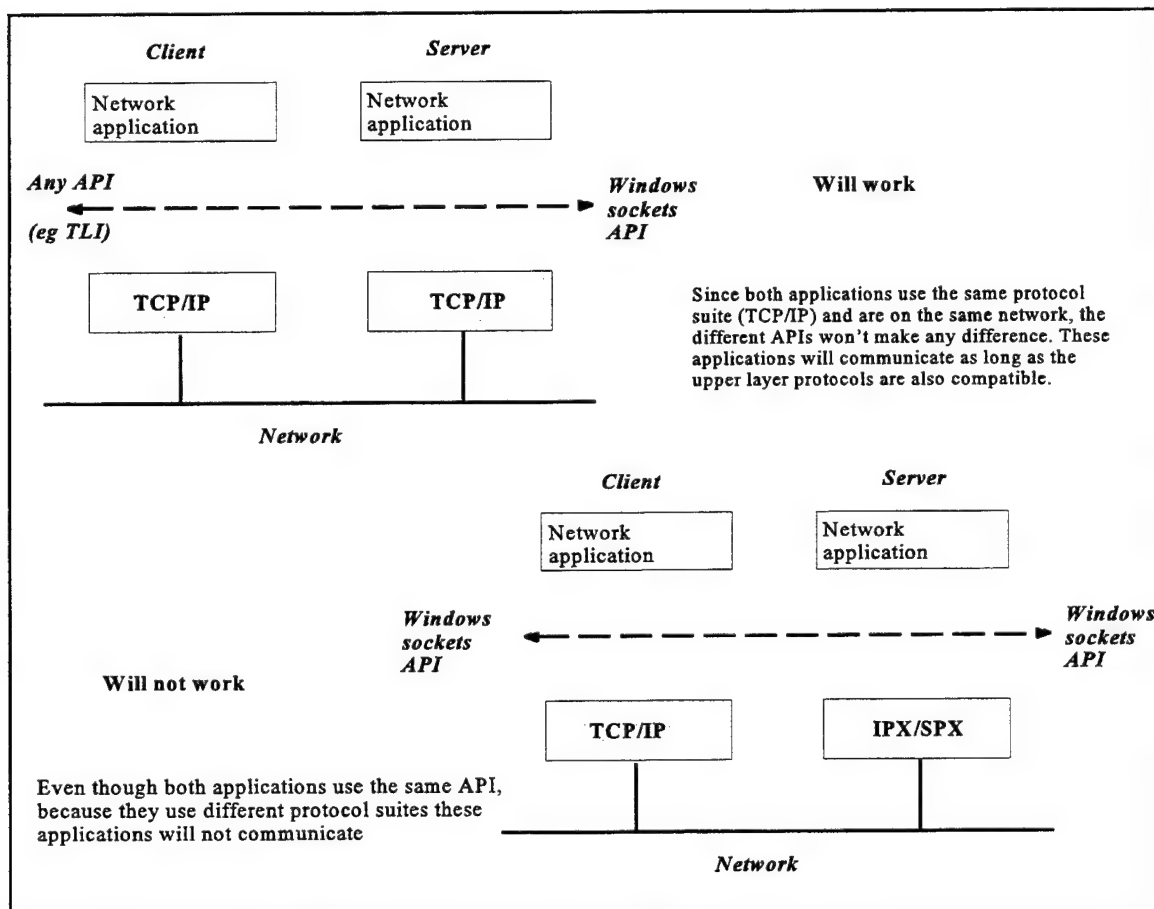 Client
Server
Network
application
Network
application
Any API
(eg TLI)
Windows
sockets
API
Will work
TCP/IP
TCP/IP
Since both applications use the same protocol
suite (TCP/IP) and are on the same network, the
different APIs won't make any difference. These
applications will communicate as long as the
upper layer protocols are also compatible.
Network
Client
Server
Network
application
Network
application
Windows
sockets
API
Windows
sockets
API
Will not work
TCP/IP
IPX/SPX
Even though both applications use the same API,
because they use different protocol suites these
applications will not communicate
Network